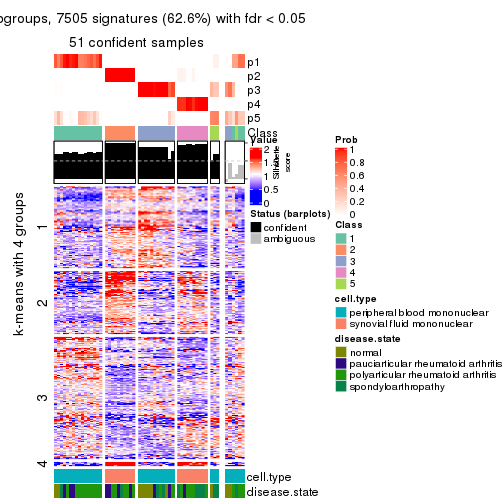 ogroups, 7505 signatures (62.6%) with fdr < 0.05
51 confident samples
p1
p2
p3
p4
p5
Class
Value
2
1.5
1
0.5
0
Silhouette
score
Status (barplots)
confident
ambiguous
k-means with 4 groups
1
2
3
4
cell.type
disease.state
Prob
1
0.8
0.6
0.4
0.2
0
Class
1
2
3
4
5
cell.type
peripheral blood mononuclear
synovial fluid mononuclear
disease.state
normal
pauciarticular rheumatoid arthritis
polyarticular rheumatoid arthritis
spondyloarthropathy